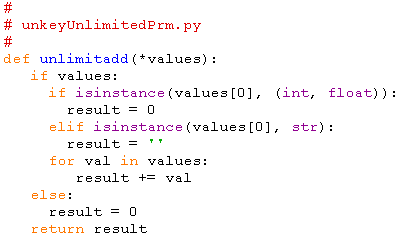 #
# unkeyUnlimitedPrm.py
#
def unlimitadd(*values):
    if values:
        if isinstance(values[0], (int, float)):
            result = 0
        elif isinstance(values[0], str):
            result = ''
        for val in values:
            result += val
    else:
        result = 0
    return result